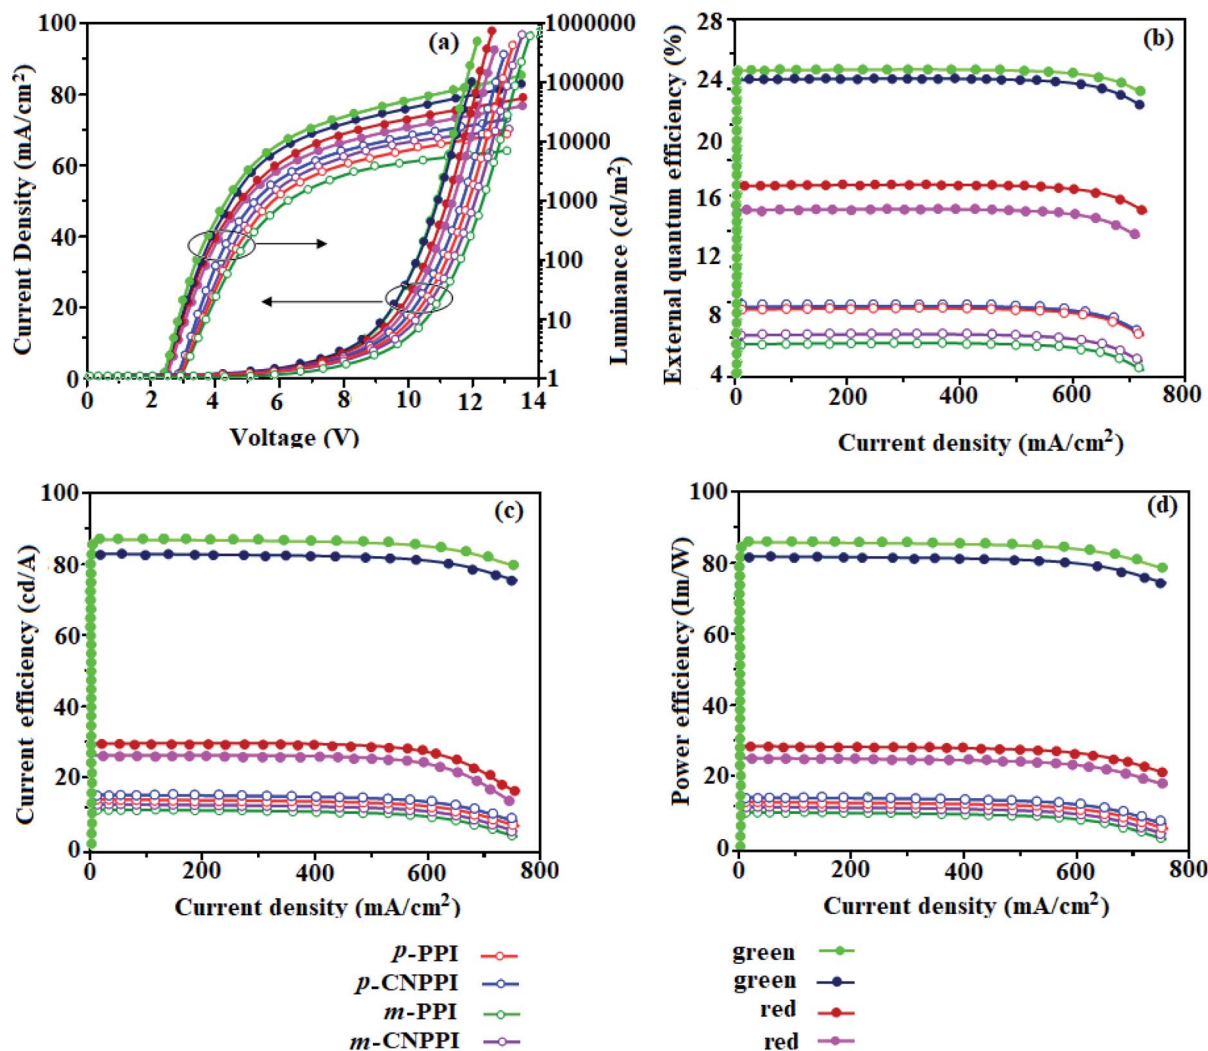 (a)
Current Density (mA/cm²)
100
80
60
40
20
0
1000000
100000
10000
1000
100
10
1
Luminance (cd/m²)
0 2 4 6 8 10 12 14
Voltage (V)
(b)
External quantum efficiency (%)
28
24
20
16
12
8
4
0 200 400 600 800
Current density (mA/cm²)
(c)
Current efficiency (cd/A)
100
80
60
40
20
0
0 200 400 600 800
Current density (mA/cm²)
(d)
Power efficiency (Im/W)
100
80
60
40
20
0
0 200 400 600 800
Current density (mA/cm²)
p-PPI
p-CNPPI
m-PPI
m-CNPPI
green
green
red
red